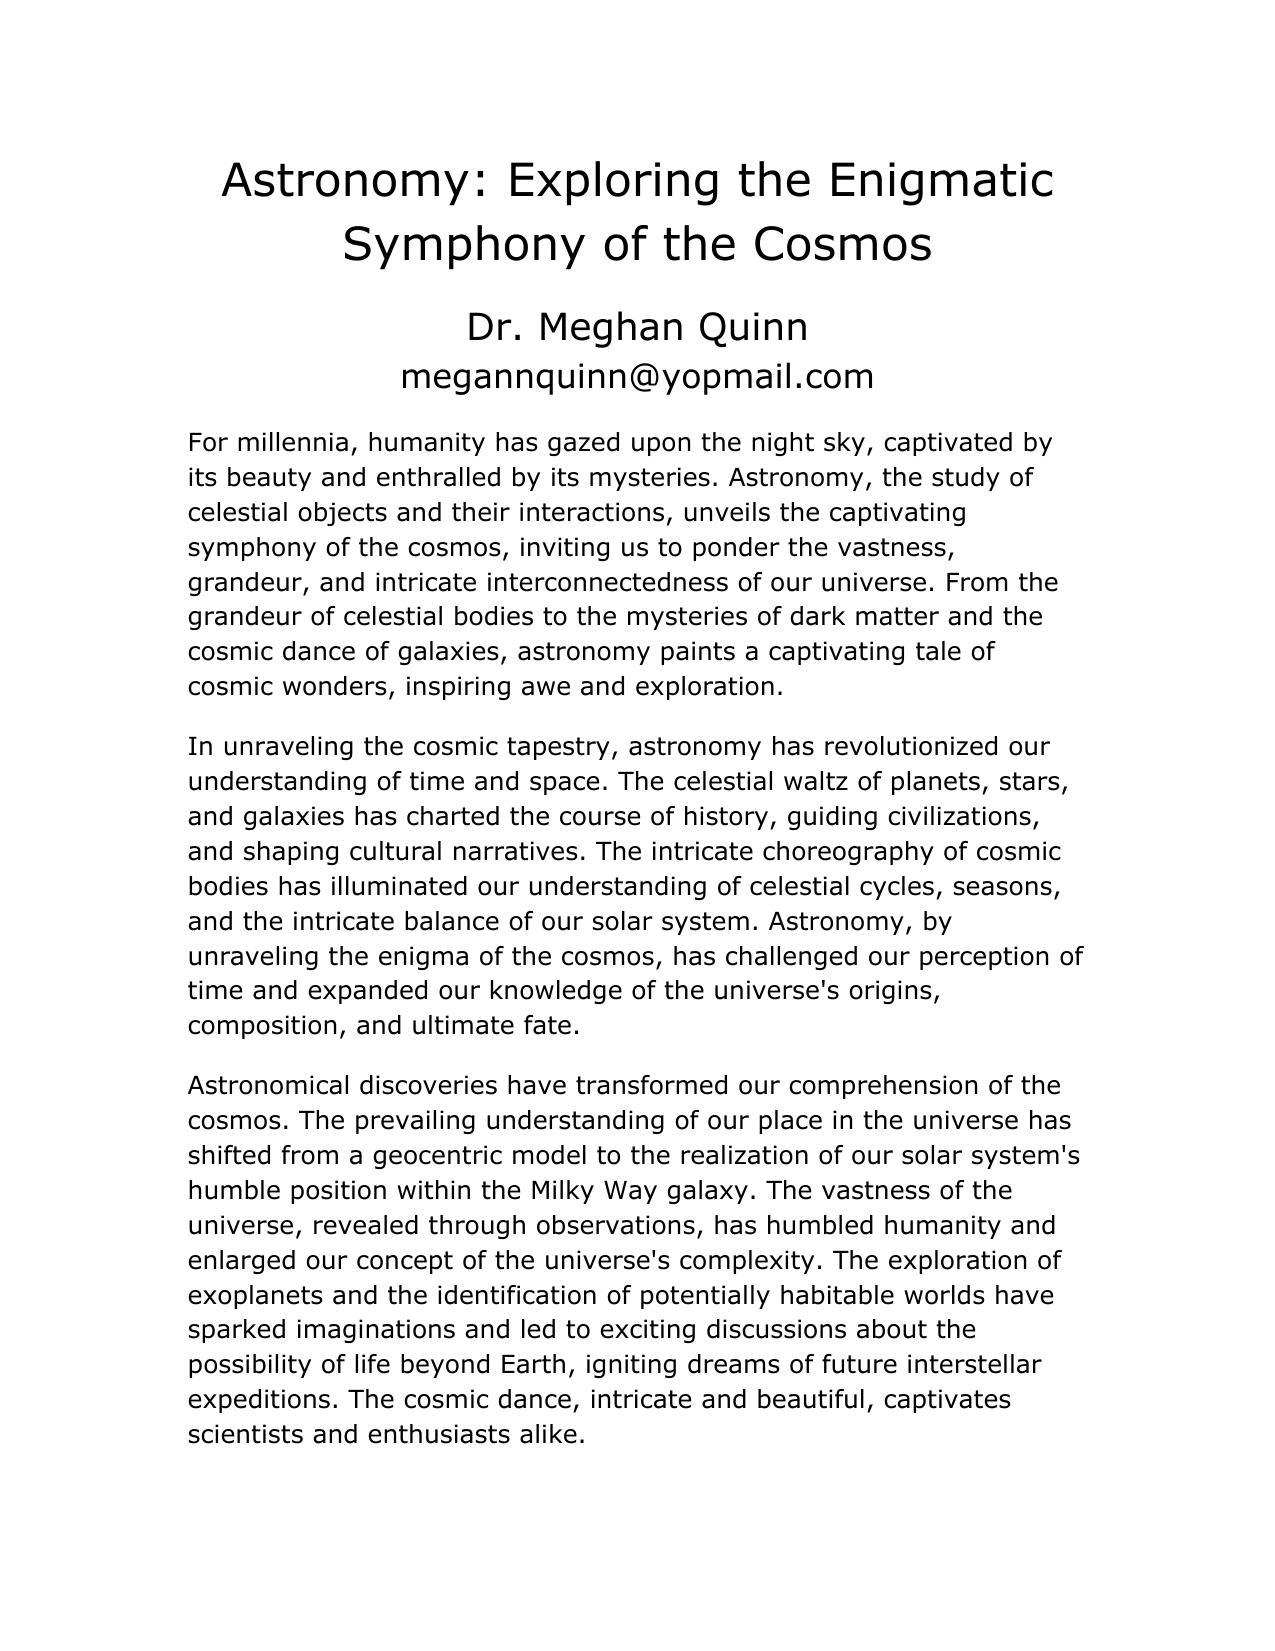 Astronomy: Exploring the Enigmatic
Symphony of the Cosmos
Dr. Meghan Quinn
megannquinn@yopmail.com
For millennia, humanity has gazed upon the night sky, captivated by
its beauty and enthralled by its mysteries. Astronomy, the study of
celestial objects and their interactions, unveils the captivating
symphony of the cosmos, inviting us to ponder the vastness,
grandeur, and intricate interconnectedness of our universe. From the
grandeur of celestial bodies to the mysteries of dark matter and the
cosmic dance of galaxies, astronomy paints a captivating tale of
cosmic wonders, inspiring awe and exploration.
In unraveling the cosmic tapestry, astronomy has revolutionized our
understanding of time and space. The celestial waltz of planets, stars,
and galaxies has charted the course of history, guiding civilizations,
and shaping cultural narratives. The intricate choreography of cosmic
bodies has illuminated our understanding of celestial cycles, seasons,
and the intricate balance of our solar system. Astronomy, by
unraveling the enigma of the cosmos, has challenged our perception of
time and expanded our knowledge of the universe's origins,
composition, and ultimate fate.
Astronomical discoveries have transformed our comprehension of the
cosmos. The prevailing understanding of our place in the universe has
shifted from a geocentric model to the realization of our solar system's
humble position within the Milky Way galaxy. The vastness of the
universe, revealed through observations, has humbled humanity and
enlarged our concept of the universe's complexity. The exploration of
exoplanets and the identification of potentially habitable worlds have
sparked imaginations and led to exciting discussions about the
possibility of life beyond Earth, igniting dreams of future interstellar
expeditions. The cosmic dance, intricate and beautiful, captivates
scientists and enthusiasts alike.